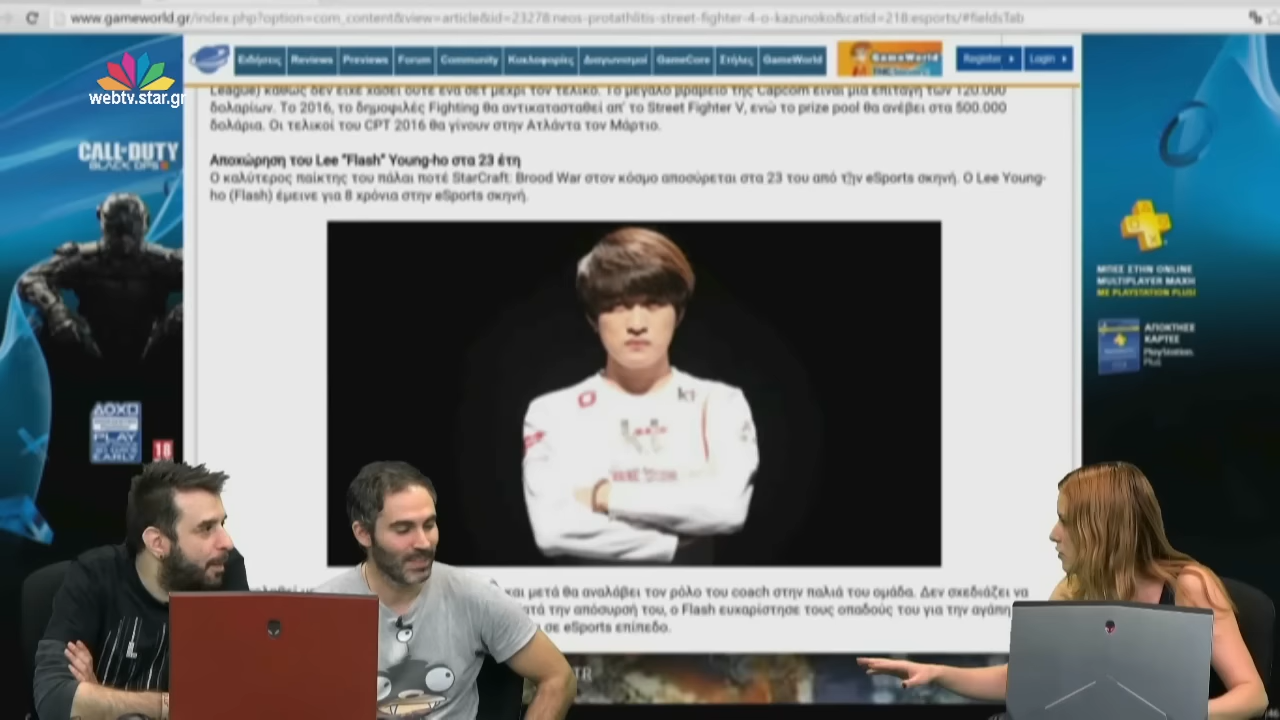 www.gameworld.gr/index.php?option=com_content&view=article&id=23278:neos-protathlitis-street-fighter-4-o-kazunoko&catid=218:esports/#fieldsTab
Ειδήσεις Reviews Previews Forum Community Κυκλοφορίες Διαγωνισμοί GameCore Στήλες GameWorld
GameWorld
Register Login
webtv.star.gr
League) καθώς δεν είχε χάσει ούτε ένα σετ μέχρι τον τελικό. Το μεγάλο βραβείο της Capcom είναι μία επιταγή των 120.000
δολαρίων. Το 2016, το δημοφιλές Fighting θα αντικατασταθεί απ' το Street Fighter V, ενώ το prize pool θα ανέβει στα 500.000
δολάρια. Οι τελικοί του CPT 2016 θα γίνουν στην Ατλάντα τον Μάρτιο.
Αποχώρηση του Lee "Flash" Young-ho στα 23 έτη
Ο καλύτερος παίκτης του πάλαι ποτέ StarCraft: Brood War στον κόσμο αποσύρεται στα 23 του από την eSports σκηνή. Ο Lee Young-
ho (Flash) έμεινε για 8 χρόνια στην eSports σκηνή.
CALL OF DUTY
BLACK OPS
ΜΠΕΣ ΣΤΗΝ ONLINE
MULTIPLAYER ΜΑΧΗ
ΜΕ PLAYSTATION PLUS!
ΑΠΟΚΤΗΣΕ
ΚΑΡΤΕΣ
PlayStation
Plus
PLAY
EARLY
18
kt
και μετά θα αναλάβει τον ρόλο του coach στην παλιά του ομάδα. Δεν σχεδιάζει να
την απόσυρσή του, ο Flash ευχαρίστησε τους οπαδούς του για την αγάπη
σε eSports επίπεδο.